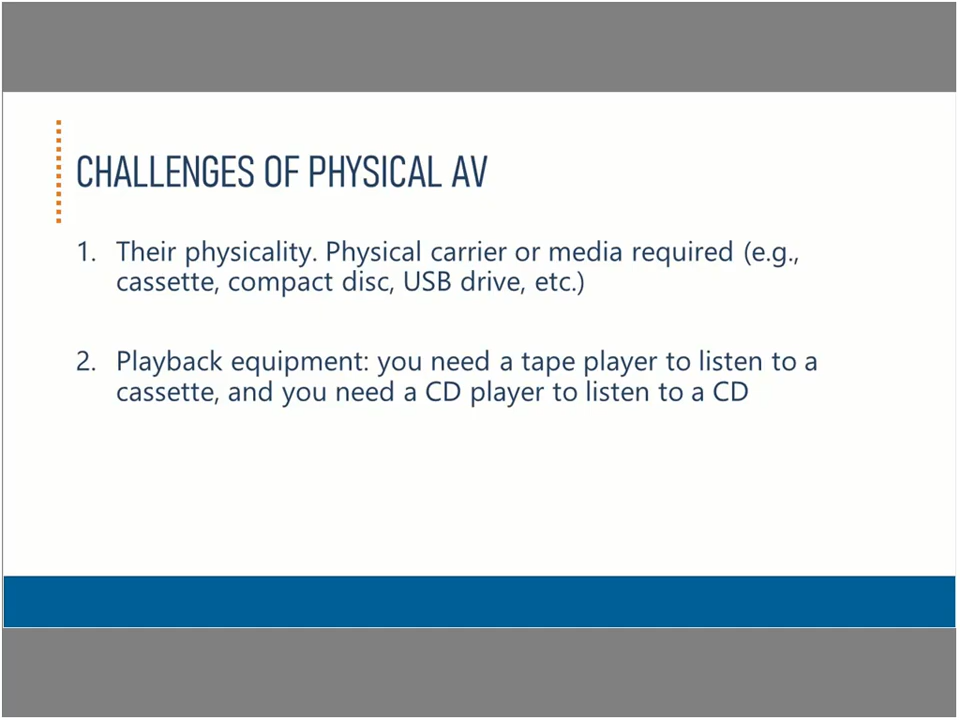 CHALLENGES OF PHYSICAL AV
1. Their physicality. Physical carrier or media required (e.g.,
cassette, compact disc, USB drive, etc.)
2. Playback equipment: you need a tape player to listen to a
cassette, and you need a CD player to listen to a CD